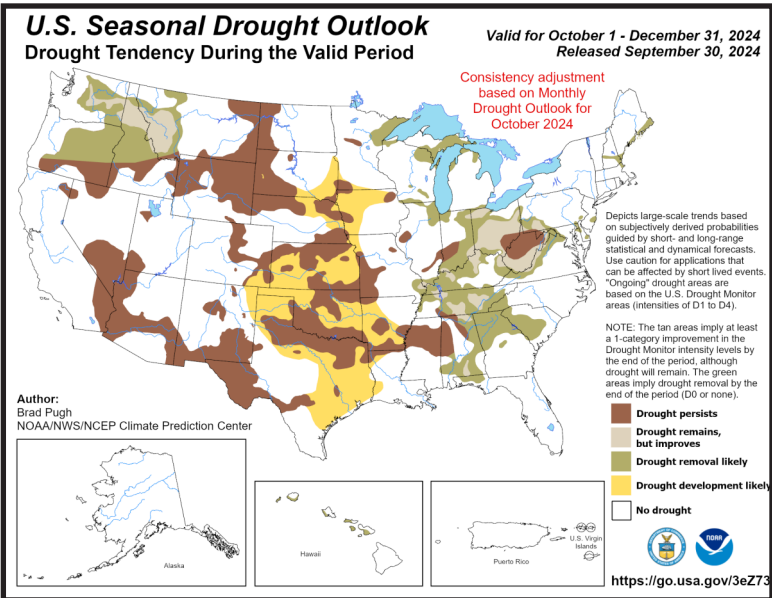 U.S. Seasonal Drought Outlook
Drought Tendency During the Valid Period
Valid for October 1 - December 31, 2024
Released September 30, 2024
Consistency adjustment
based on Monthly
Drought Outlook for
October 2024
Depicts large-scale trends based
on subjectively derived probabilities
guided by short- and long-range
statistical and dynamical forecasts.
Use caution for applications that
can be affected by short lived events.
"Ongoing" drought areas are
based on the U.S. Drought Monitor
areas (intensities of D1 to D4).
NOTE: The tan areas imply at least
a 1-category improvement in the
Drought Monitor intensity levels by
the end of the period, although
drought will remain. The green
areas imply drought removal by the
end of the period (D0 or none).
Author:
Brad Pugh
NOAA/NWS/NCEP Climate Prediction Center
Drought persists
Drought remains,
but improves
Drought removal likely
Drought development likely
No drought
Alaska
Hawaii
Puerto Rico
U.S. Virgin
Islands
NOAA
https://go.usa.gov/3eZ73